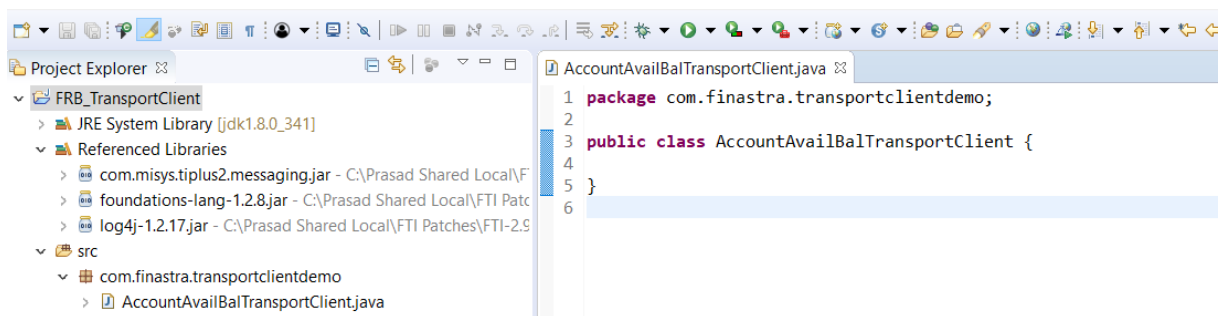 Project Explorer
FRB_TransportClient
JRE System Library [jdk1.8.0_341]
Referenced Libraries
com.misys.tiplus2.messaging.jar - C:\Prasad Shared Local\F
foundations-lang-1.2.8.jar - C:\Prasad Shared Local\FTI Patc
log4j-1.2.17.jar - C:\Prasad Shared Local\FTI Patches\FTI-2.9
src
com.finastra.transportclientdemo
AccountAvailBalTransportClient.java
AccountAvailBalTransportClient.java
1 package com.finastra.transportclientdemo;
2
3 public class AccountAvailBalTransportClient {
4
5 }
6